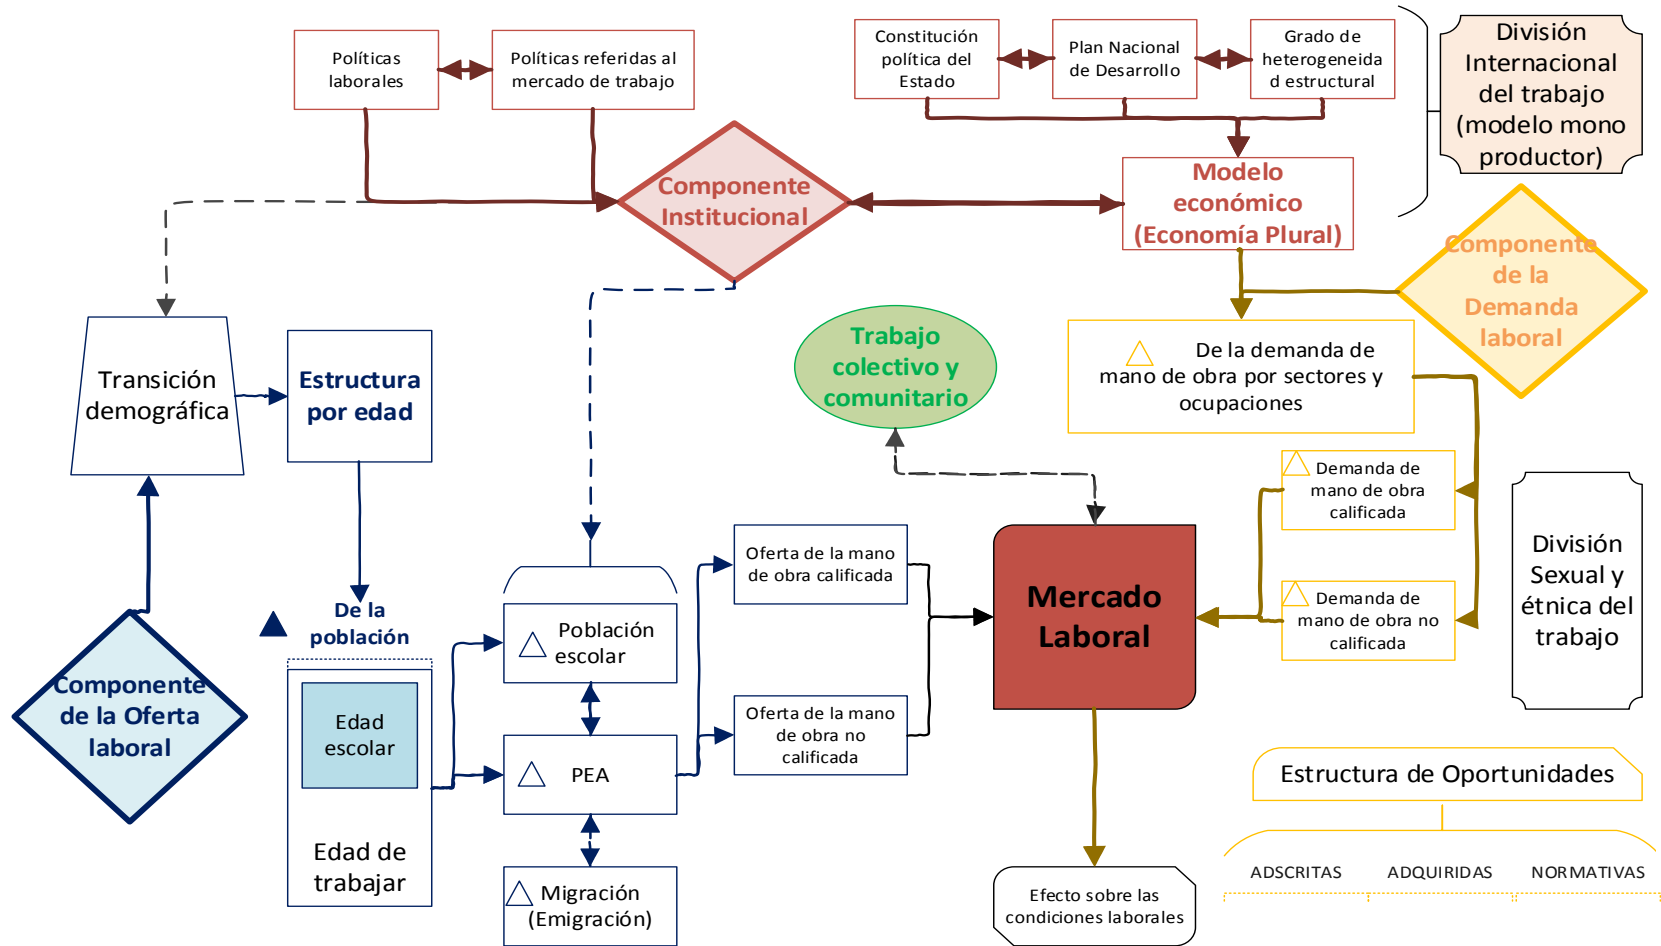 Políticas
laborales
Políticas referidas al
mercado de trabajo
Constitución
política del
Estado
Plan Nacional
de Desarrollo
Grado de
heterogeneida
d estructural
División
Internacional
del trabajo
(modelo mono
productor)
Componente
Institucional
Modelo
económico
(Economía Plural)
Componente
de la
Demanda
laboral
Transición
demográfica
Estructura
por edad
Trabajo
colectivo y
comunitario
De la demanda de
mano de obra por sectores y
ocupaciones
Demanda de
mano de obra
calificada
Demanda de
mano de obra no
calificada
División
Sexual y
étnica del
trabajo
De la
población
Componente
de la Oferta
laboral
Edad
escolar
Edad de
trabajar
Población
escolar
PEA
Migración
(Emigración)
Oferta de la mano
de obra calificada
Oferta de la mano
de obra no
calificada
Mercado
Laboral
Efecto sobre las
condiciones laborales
Estructura de Oportunidades
ADSCRITAS
ADQUIRIDAS
NORMATIVAS